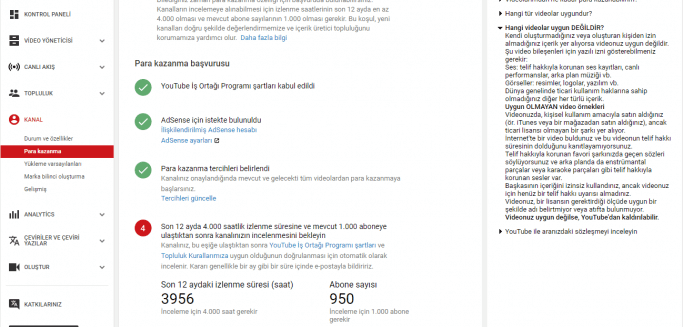 KONTROL PANELİ
VİDEO YÖNETİCİSİ
CANLI AKIŞ
TOPLULUK
KANAL
Durum ve özellikler
Para kazanma
Yükleme varsayılanları
Marka bilinci oluşturma
Gelişmiş
ANALYTICS
ÇEVİRİLER VE ÇEVİRİ
YAZILAR
OLUŞTUR
KATKILARINIZ
Kanalların incelemeye alınabilmesi için izlenme saatlerinin son 12 ayda en az
4.000 olması ve mevcut abone sayılarının 1.000 olması gerekir. Bu koşul, yeni
kanalları doğru şekilde değerlendirmemize ve içerik üretici topluluğunu
korumamıza yardımcı olur. Daha fazla bilgi
Para kazanma başvurusu
YouTube İş Ortağı Programı şartları kabul edildi
AdSense için istekte bulunuldu
ilişkilendirilmiş AdSense hesabı
AdSense ayarları
Para kazanma tercihleri belirlendi
Kanalınız onaylandığında mevcut ve gelecekti tüm videolardan para kazanmaya
başlarsınız.
Tercihleri güncelle
4
Son 12 ayda 4.000 saatlik izlenme süresine ve mevcut 1.000 aboneye
ulaştıktan sonra kanalınızın incelenmesini bekleyin
Kanalınız, bu eşiğe ulaştıktan sonra YouTube İş Ortağı Programı şartları ve
Topluluk Kurallarımıza uygun olduğunun doğrulanması için otomatik olarak
incelenir. Kararı genellikle bir ay gibi bir süre içinde e-postayla bildiririz.
Son 12 aydaki izlenme süresi (saat)
3956
İnceleme için 4.000 saat gerekir
Abone sayısı
950
İnceleme için 1.000 abone
gerekir
Hangi tür videolar uygundur?
Hangi videolar uygun DEĞİLDİR?
Kendi oluşturmadığınız veya oluşturan kişiden izin
almadığınız içerik yer alıyorsa videonuz uygun değildir.
Şu video bileşenleri için yazılı izni gösterebilmeniz
gerekir:
Ses: telif hakkıyla korunan ses kayıtları, canlı
performanslar, arka plan müziği vb.
Görseller: resimler, logolar, yazılım vb.
Dünya genelinde ticari kullanım haklarına sahip
olmadığınız diğer her türlü içerik.
Uygun OLMAYAN video örnekleri
Videonuzda, kişisel kullanım amacıyla satın aldığınız
(ör. iTunes veya bir mağazadan satın aldığınız), ancak
ticari lisansı olmayan bir şarkı yer alıyor.
İnternet'te bir video buldunuz ve bu videonun telif hakkı
süresinin dolduğunu kanıtlayamıyorsunuz.
Telif hakkıyla korunan favori şarkınızda geçen sözleri
söylüyorsunuz ve arka planda da enstrümantal
parçalar veya karaoke parçaları gibi telif hakkıyla
korunan sesler var.
Başkasının içeriğini izinsiz kullandınız, ancak videonuz
için henüz bir telif hakkı uyarısı almadınız.
Videonuz, bir lisansın gerektirdiği ölçüde uygun bir
şekilde adı belirtmiyor veya atıfta bulunmuyor.
Videonuz uygun değilse, YouTube'dan kaldırılabilir.
YouTube ile aranızdaki sözleşmeyi inceleyin